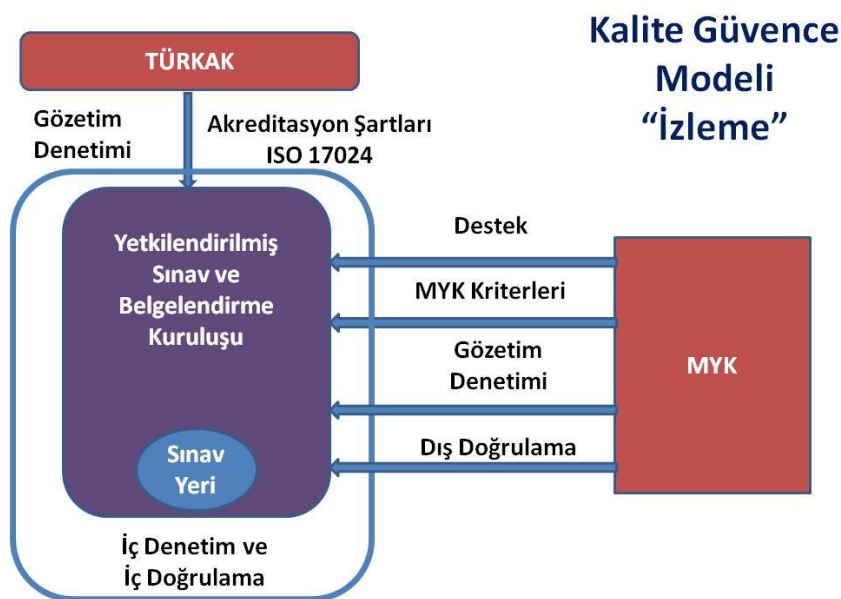 Kalite Güvence
Modeli
“İzleme”
TÜRKAK
Gözetim
Denetimi
Akreditasyon Şartları
ISO 17024
Yetkilendirilmiş
Sınav ve
Belgelendirme
Kuruluşu
Sınav
Yeri
İç Denetim ve
İç Doğrulama
Destek
MYK Kriterleri
Gözetim
Denetimi
Dış Doğrulama
MYK